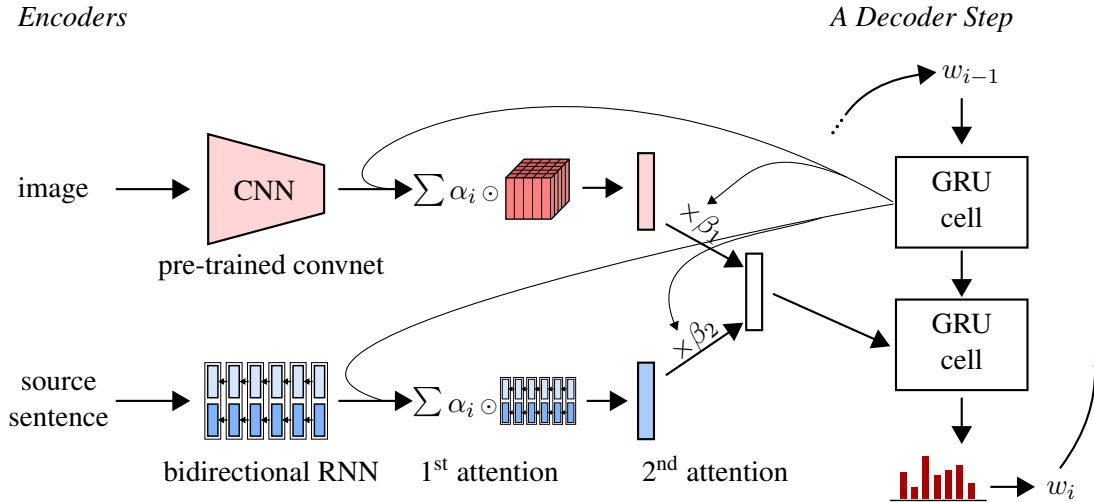 Encoders
A Decoder Step
w_{i-1}
image
CNN
∑ α_i ⊙
GRU
cell
× β_1
pre-trained convnet
× β_2
GRU
cell
source
sentence
∑ α_i ⊙
bidirectional RNN
1st attention
2nd attention
w_i